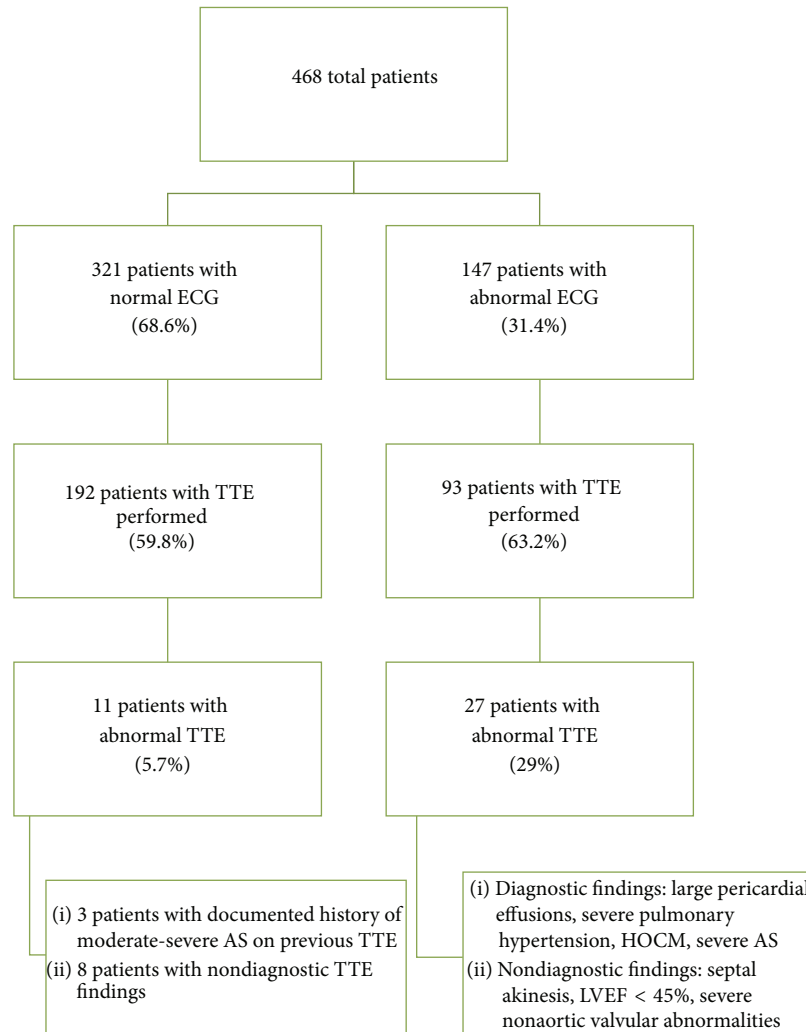 468 total patients
321 patients with
normal ECG
(68.6%)
147 patients with
abnormal ECG
(31.4%)
192 patients with TTE
performed
(59.8%)
93 patients with TTE
performed
(63.2%)
11 patients with
abnormal TTE
(5.7%)
27 patients with
abnormal TTE
(29%)
(i) 3 patients with documented history of
moderate-severe AS on previous TTE
(ii) 8 patients with nondiagnostic TTE
findings
(i) Diagnostic findings: large pericardial
effusions, severe pulmonary
hypertension, HOCM, severe AS
(ii) Nondiagnostic findings: septal
akinesis, LVEF < 45%, severe
nonaortic valvular abnormalities